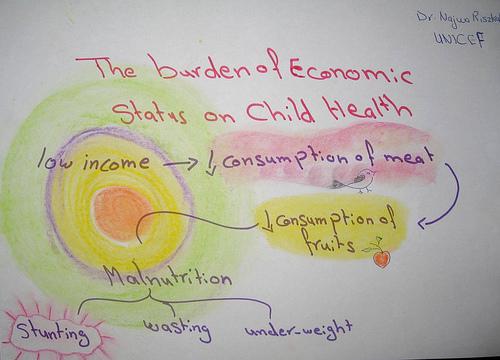 Dr. Najwa
UNICEF
The burden of Economic
Status on Child Health
low income → ↓ consumption of meat
↓ consumption of
fruits
Malnutrition
Stunting wasting under-weight